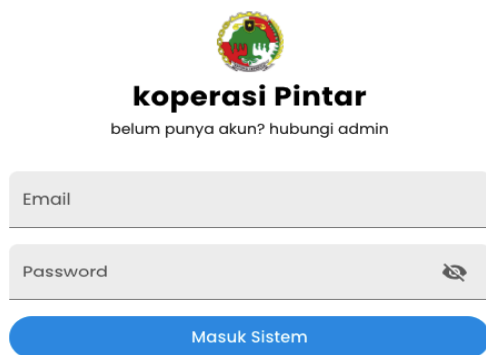 koperasi Pintar
belum punya akun? hubungi admin
Email
Password
Masuk Sistem